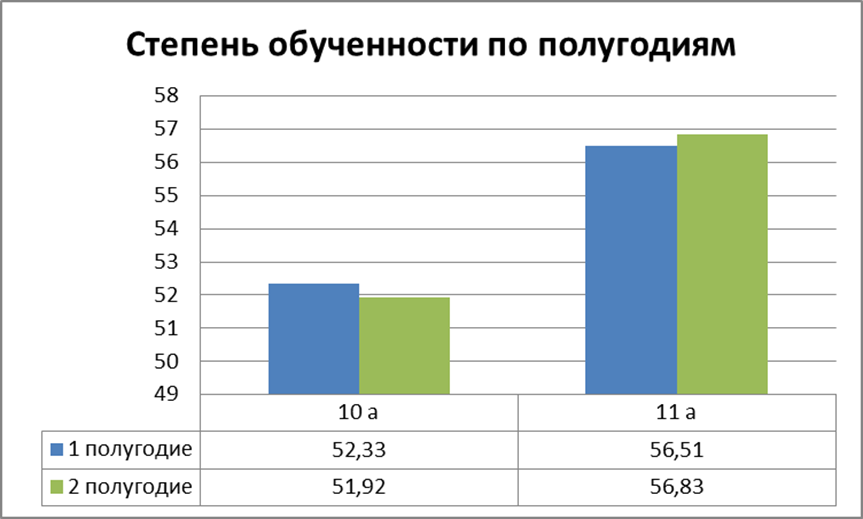 Степень обученности по полугодиям
58
57
56
55
54
53
52
51
50
49
10 а 11 а
1 полугодие 52,33 56,51
2 полугодие 51,92 56,83